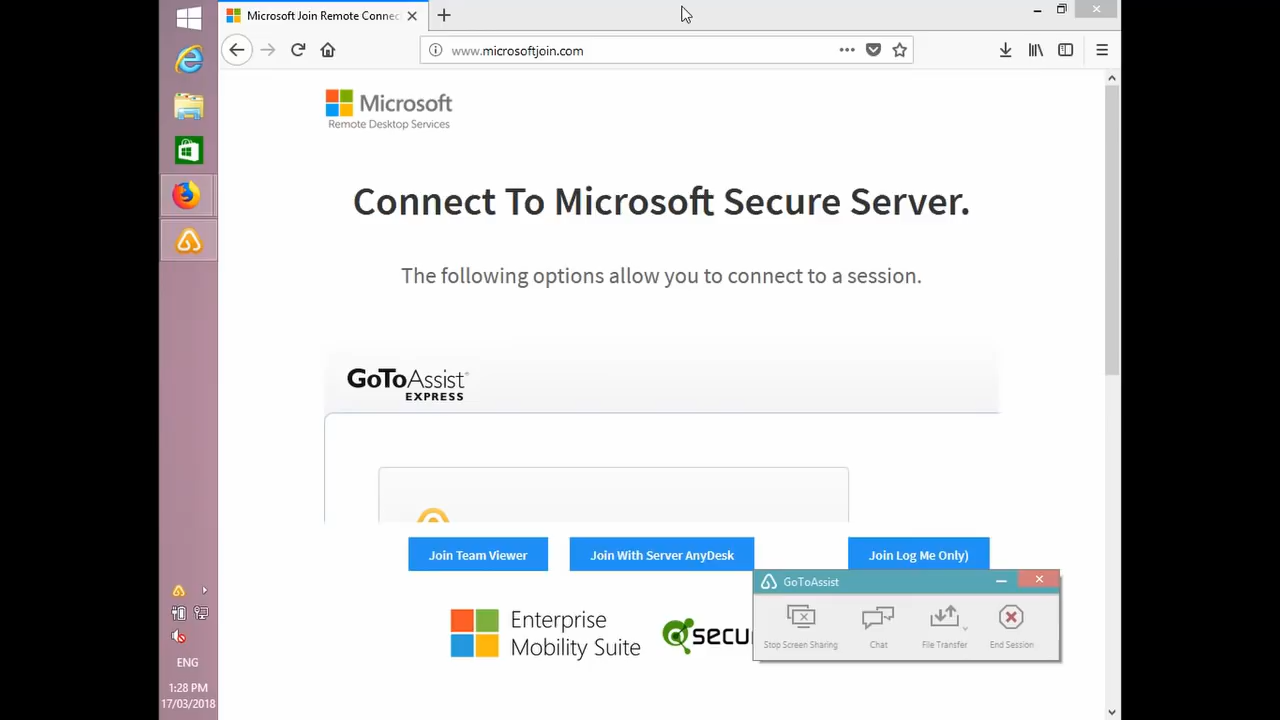 Microsoft Join Remote Connec
www.microsoftjoin.com
Microsoft
Remote Desktop Services
Connect To Microsoft Secure Server.
The following options allow you to connect to a session.
GoToAssist
EXPRESS
Join Team Viewer
Join With Server AnyDesk
Join Log Me Only)
GoToAssist
Stop Screen Sharing
Chat
File Transfer
End Session
Enterprise
Mobility Suite
secu
ENG
1:28 PM
17/03/2018